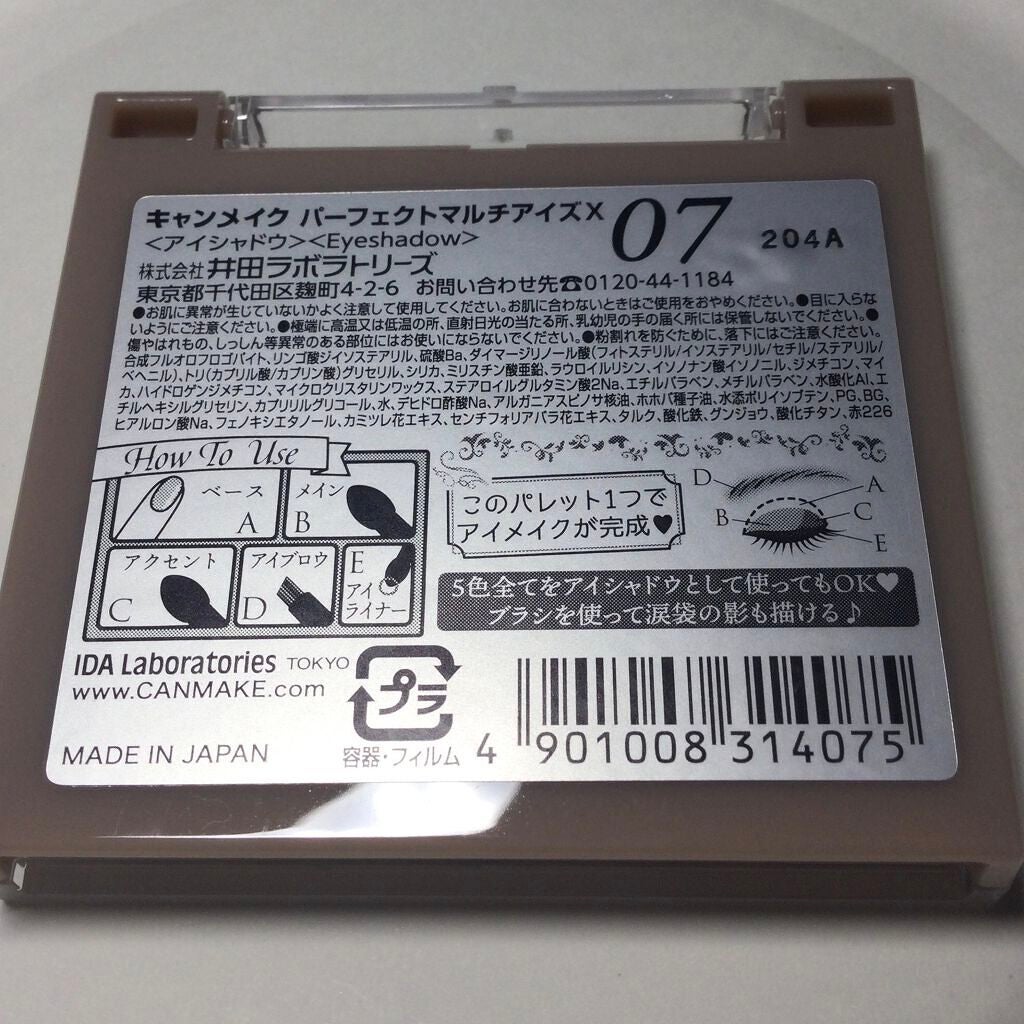 キャンメイク パーフェクトマルチアイズX 07 204A
<アイシャドウ><Eyeshadow>
株式会社 井田ラボラトリーズ
東京都千代田区麹町4-2-6 お問い合わせ先☎0120-44-1184
●お肌に異常が生じていないかよく注意して使用してください。お肌に合わないときはご使用をおやめください。●目に入らな
いようにご注意ください。●極端に高温又は低温の所、直射日光の当たる所、乳幼児の手の届く所には保管しないでください。●
傷やはれもの、しっしん等異常のある部位にはお使いにならないでください。●粉割れを防ぐために、落下にはご注意ください。
合成フルオロフロゴパイト、リンゴ酸ジイソステアリル、硫酸Ba、ダイマージリノール酸(フィトステリル/イソステアリル/セチル/ステアリル/
ベヘニル)、トリ(カプリル酸/カプリン酸)グリセリル、シリカ、ミリスチン酸亜鉛、ラウロイルリシン、イソノナン酸イソノニル、ジメチコン、マイ
カ、ハイドロゲンジメチコン、マイクロクリスタリンワックス、ステアロイルグルタミン酸2Na、エチルパラベン、メチルパラベン、水酸化Al、エ
チルヘキシルグリセリン、カプリリルグリコール、水、デヒドロ酢酸Na、アルガニアスピノサ核油、ホホバ種子油、水添ポリイソブテン、PG、BG、
ヒアルロン酸Na、フェノキシエタノール、カミツレ花エキス、センチフォリアバラ花エキス、タルク、酸化鉄、グンジョウ、酸化チタン、赤226
How To Use
ベース
A
メイン
B
アクセント
C
アイブロウ
D
E
アイ
ライナー
このパレット1つで
アイメイクが完成♥
D
A
B
C
E
5色全てをアイシャドウとして使ってもOK♥
ブラシを使って涙袋の影も描ける♪
IDA Laboratories TOKYO
www.CANMAKE.com
MADE IN JAPAN
プラ
容器・フィルム
4 901008 314075